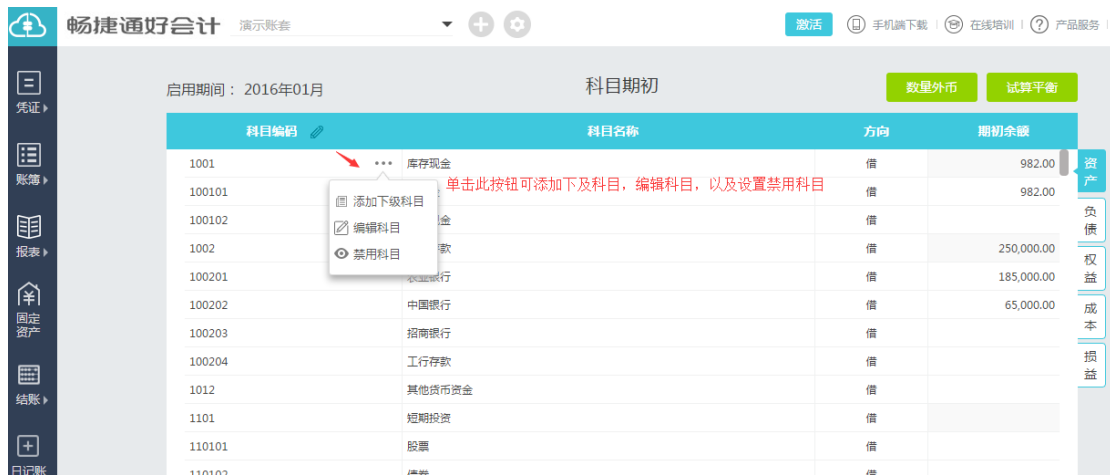 畅捷通好会计 演示账套 激活 手机端下载 在线培训 产品服务
启用期间：2016年01月 科目期初 数量外币 试算平衡
科目编码 科目名称 方向 期初余额
1001 库存现金 借 982.00
单击此按钮可添加下及科目，编辑科目，以及设置禁用科目
100101 借 982.00
添加下级科目
100102 金 借
编辑科目
1002 款 借 250,000.00
禁用科目
100201 农业银行 借 185,000.00
100202 中国银行 借 65,000.00
100203 招商银行 借
100204 工行存款 借
1012 其他货币资金 借
1101 短期投资 借
110101 股票 借
110102 债券 借
凭证
账簿
报表
固定
资产
结账
日记账
资产
负债
权益
成本
损益